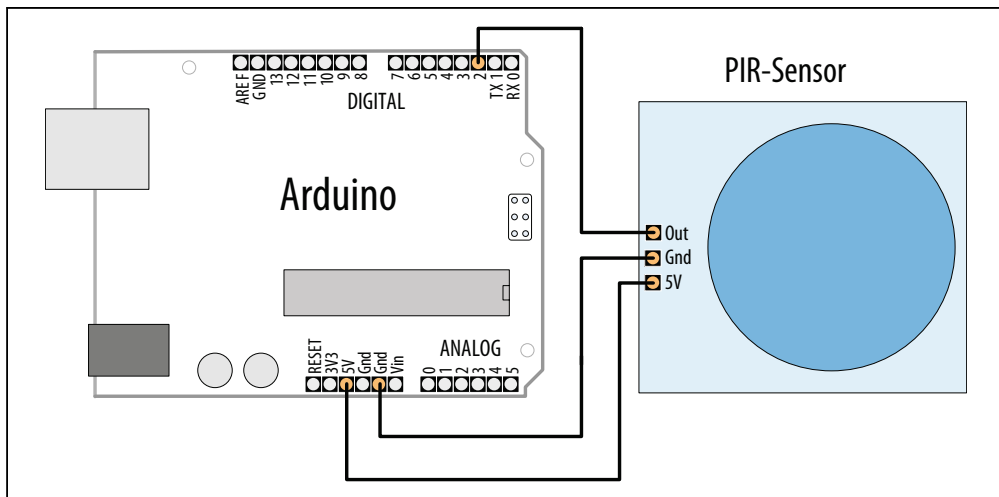 PIR-Sensor
AREF
GND
13
12
11
10
9
8
7
6
5
4
3
2
TX 1
RX 0
DIGITAL
Arduino
Out
Gnd
5V
RESET
3V3
5V
Gnd
Gnd
Vin
ANALOG
0
1
2
3
4
5